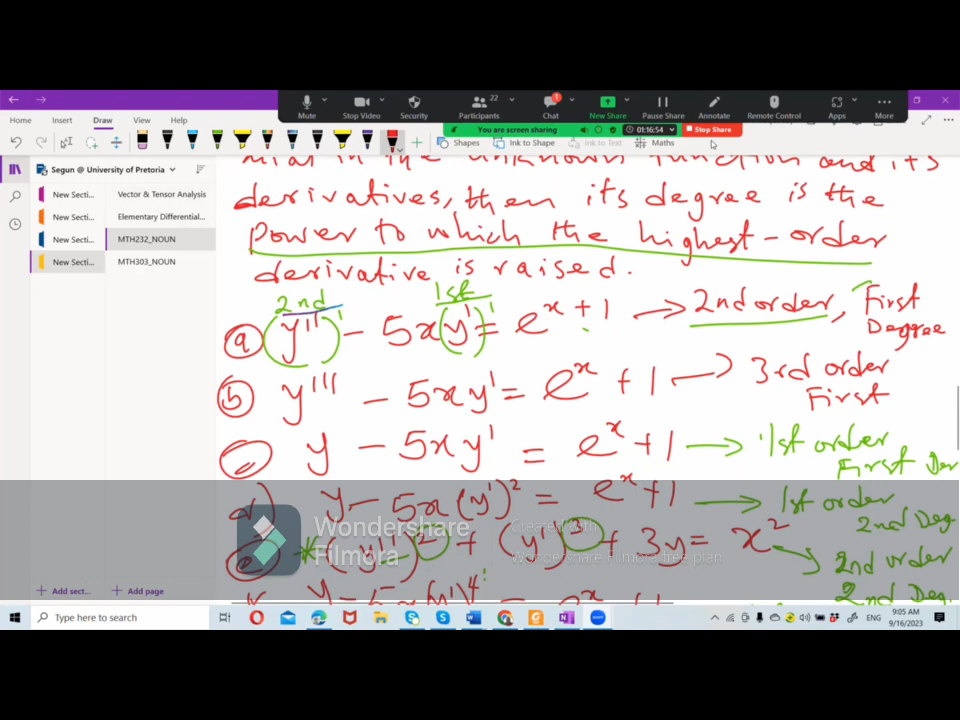 Mute
Stop Video
Security
22
Participants
1
Chat
New Share
Pause Share
Annotate
Remote Control
Apps
More
You are screen sharing
01:16:54
Stop Share
Home Insert Draw View Help
Shapes
Ink to Shape
Ink to Text
Maths
Segun @ University of Pretoria
New Secti...
Vector & Tensor Analysis
New Secti...
Elementary Differential...
New Secti...
MTH232_NOUN
New Secti...
MTH303_NOUN
mial in the unknown function and its
derivatives, then its degree is the
power to which the highest-order
derivative is raised.
2nd 1st
a (y'')' - 5x(y')' = e^x + 1 → 2nd order, First
Degree
b y''' - 5xy' = e^x + 1 → 3rd order
First
c y - 5xy' = e^x + 1 → 1st order
First Der
d) y - 5x(y')^2 = e^x + 1 → 1st order
2nd Deg
e * (y'')^2 + (y')^3 + 3y = x^2
2nd order
2nd Deg
Wondershare
Filmora
Created with
Wondershare Filmora free plan
Add sect...
Add page
Type here to search
ENG
9:05 AM
9/16/2023